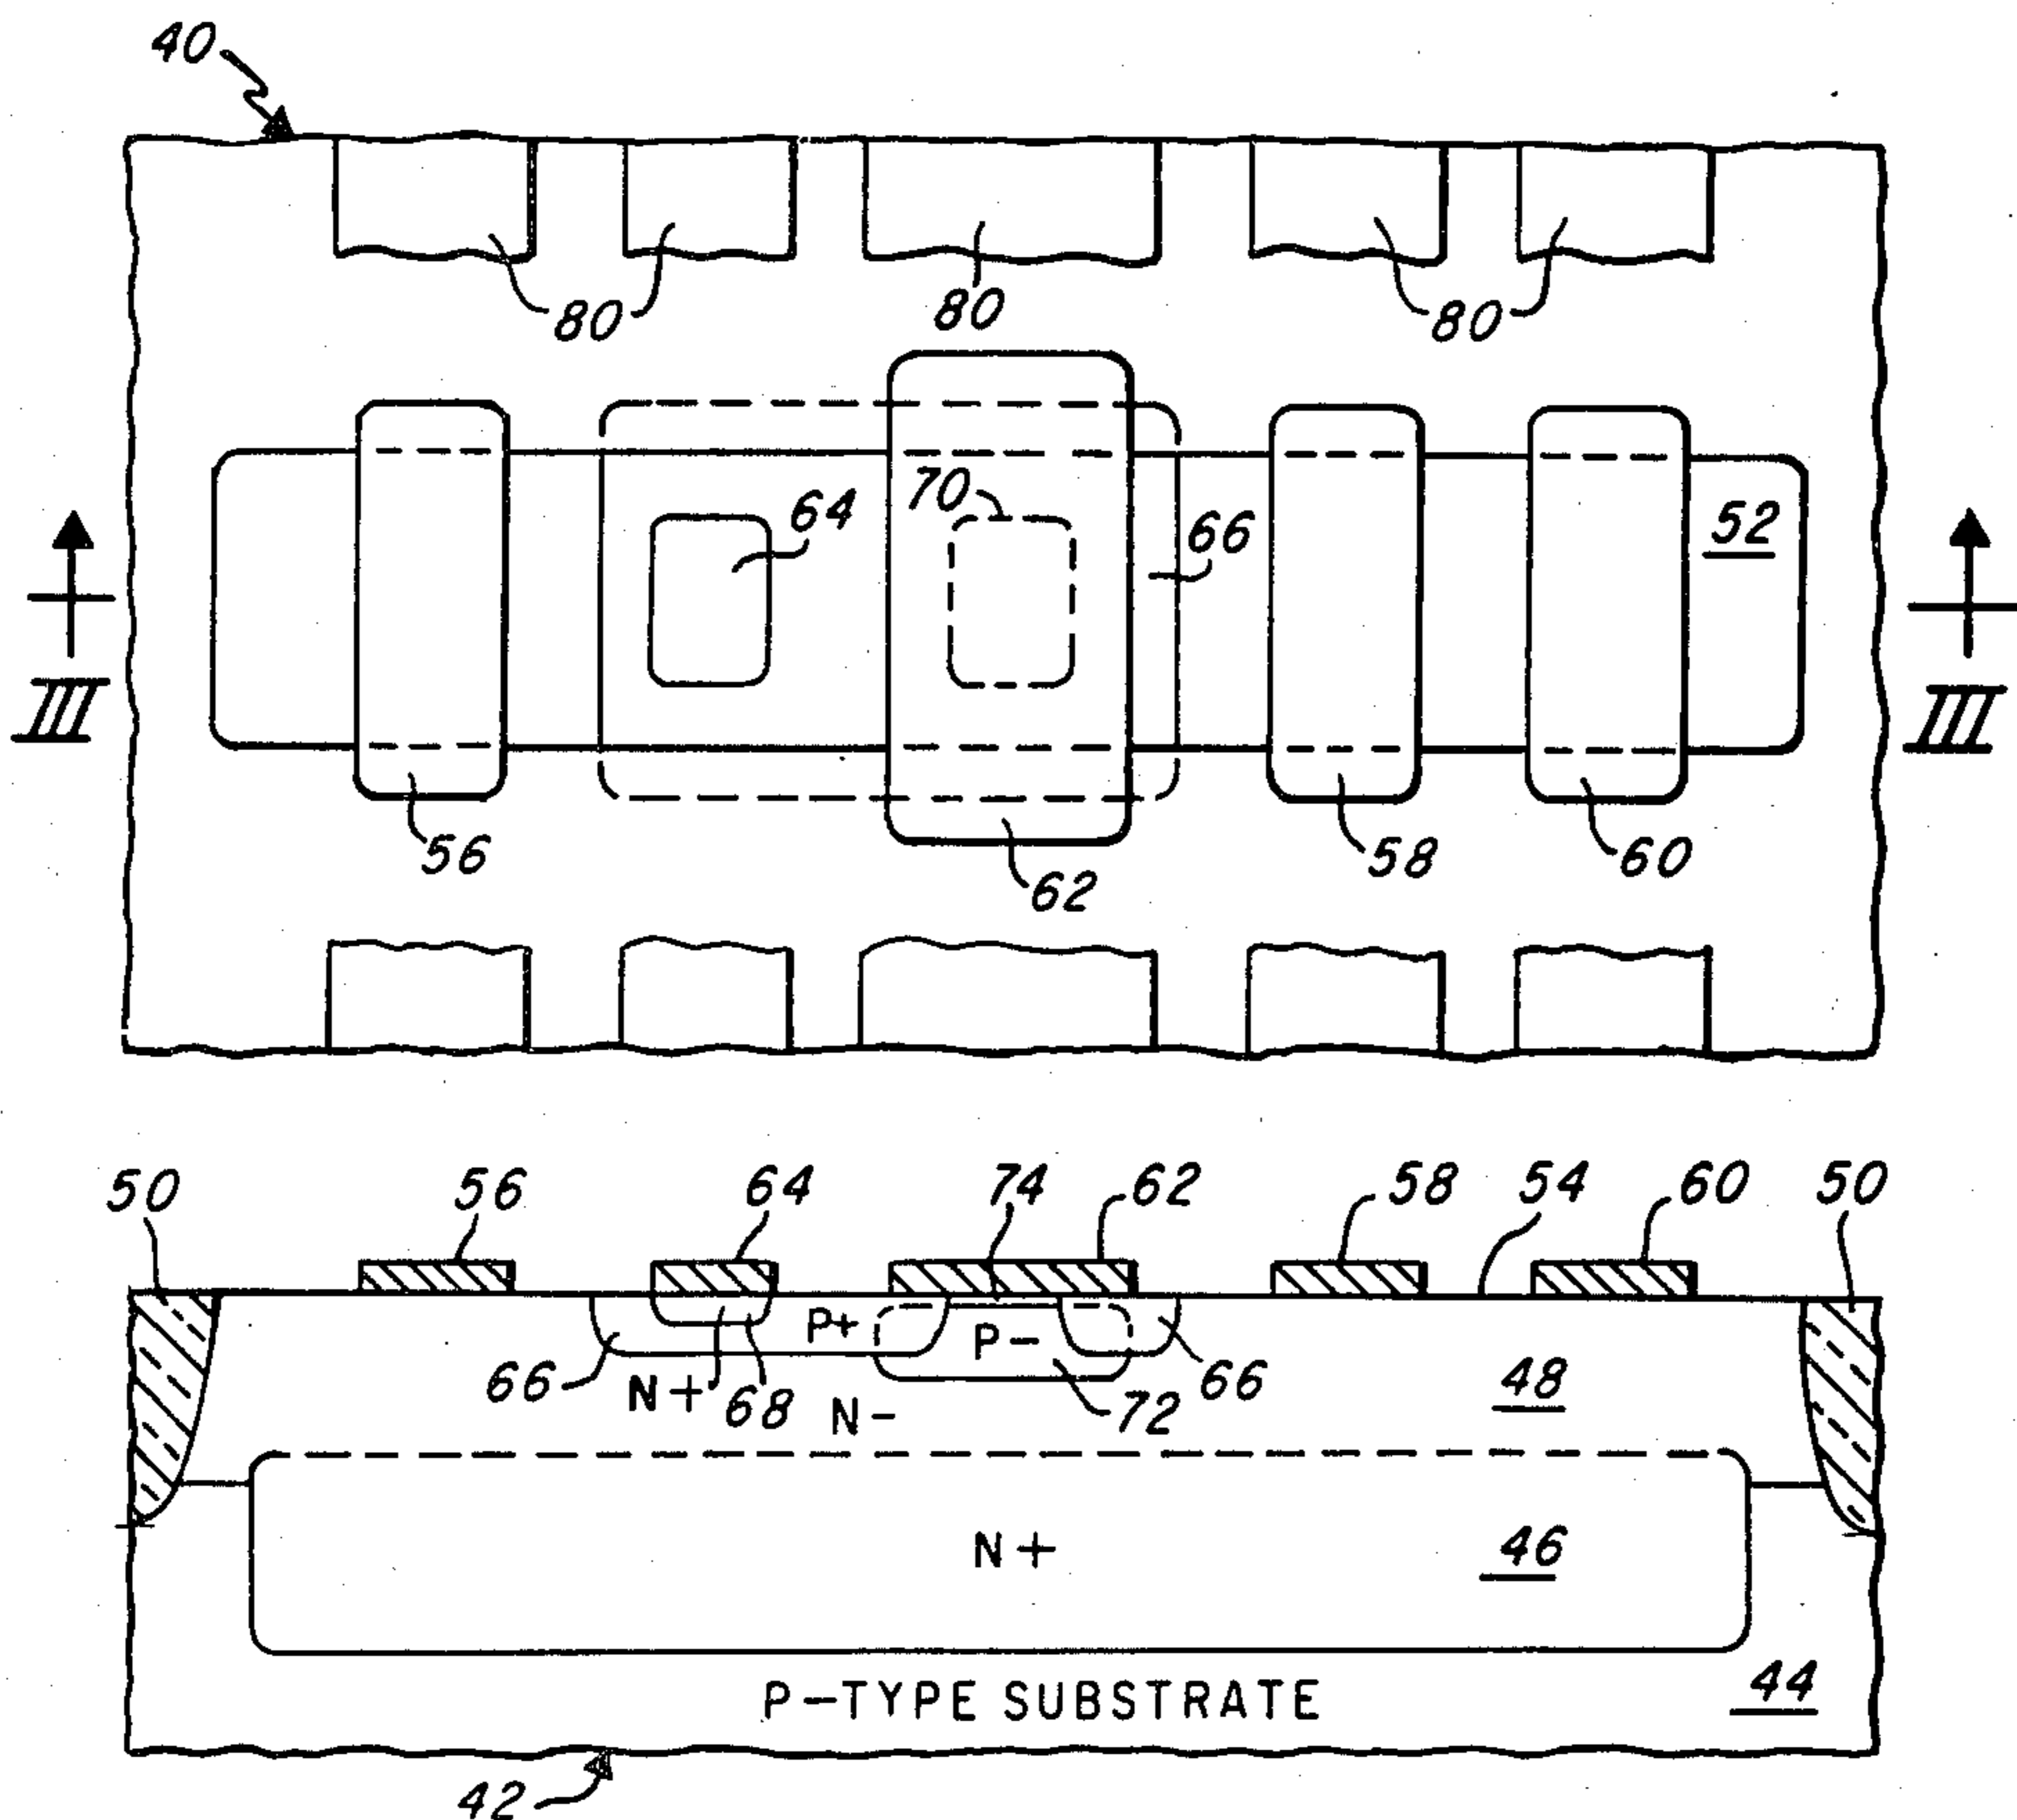 40
80 80 80
70 64 66 52
III III
56 58 60
62
50 56 64 74 62 58 54 60 50
P+ P-
66 N+ 68 N- 72 66 48
N+ 46
P-TYPE SUBSTRATE 44
42